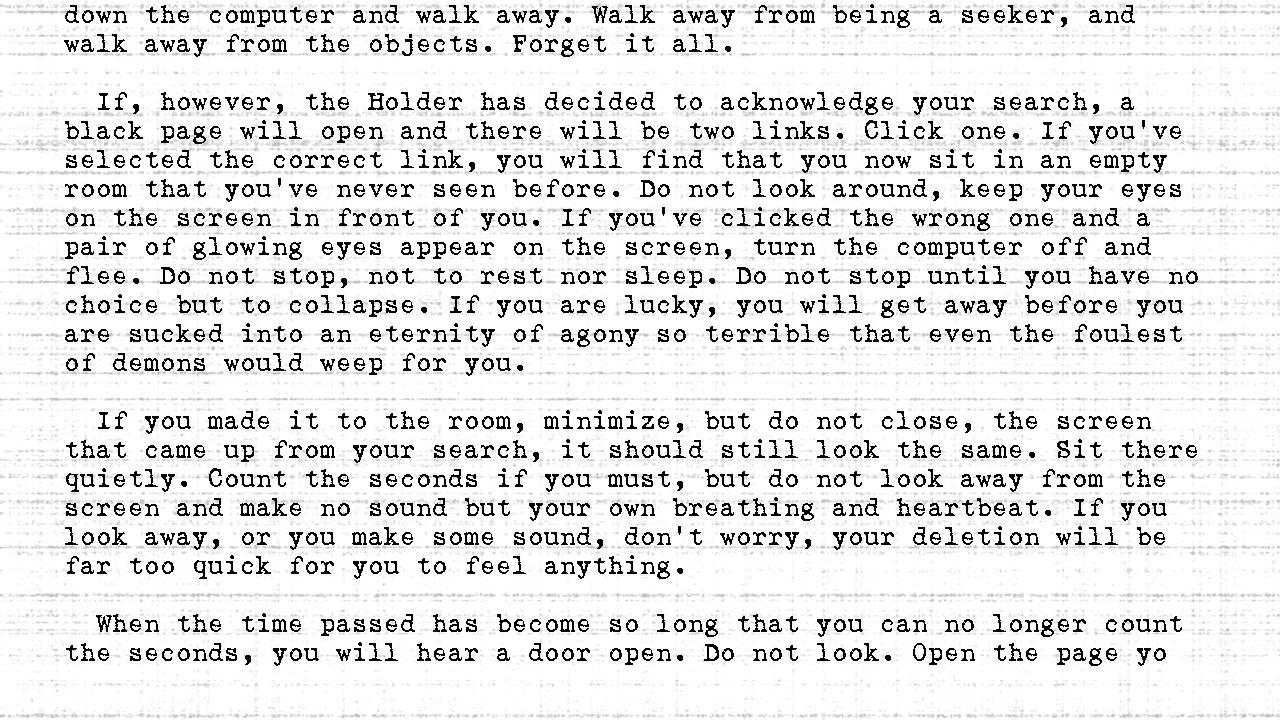 down the computer and walk away. Walk away from being a seeker, and
walk away from the objects. Forget it all.
If, however, the Holder has decided to acknowledge your search, a
black page will open and there will be two links. Click one. If you've
selected the correct link, you will find that you now sit in an empty
room that you've never seen before. Do not look around, keep your eyes
on the screen in front of you. If you've clicked the wrong one and a
pair of glowing eyes appear on the screen, turn the computer off and
flee. Do not stop, not to rest nor sleep. Do not stop until you have no
choice but to collapse. If you are lucky, you will get away before you
are sucked into an eternity of agony so terrible that even the foulest
of demons would weep for you.
If you made it to the room, minimize, but do not close, the screen
that came up from your search, it should still look the same. Sit there
quietly. Count the seconds if you must, but do not look away from the
screen and make no sound but your own breathing and heartbeat. If you
look away, or you make some sound, don't worry, your deletion will be
far too quick for you to feel anything.
When the time passed has become so long that you can no longer count
the seconds, you will hear a door open. Do not look. Open the page yo